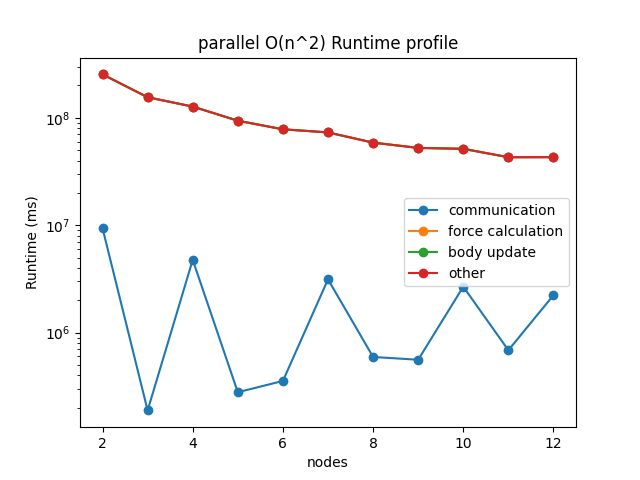 parallel O(n^2) Runtime profile
Runtime (ms)
10^8
10^7
10^6
communication
force calculation
body update
other
2 4 6 8 10 12
nodes